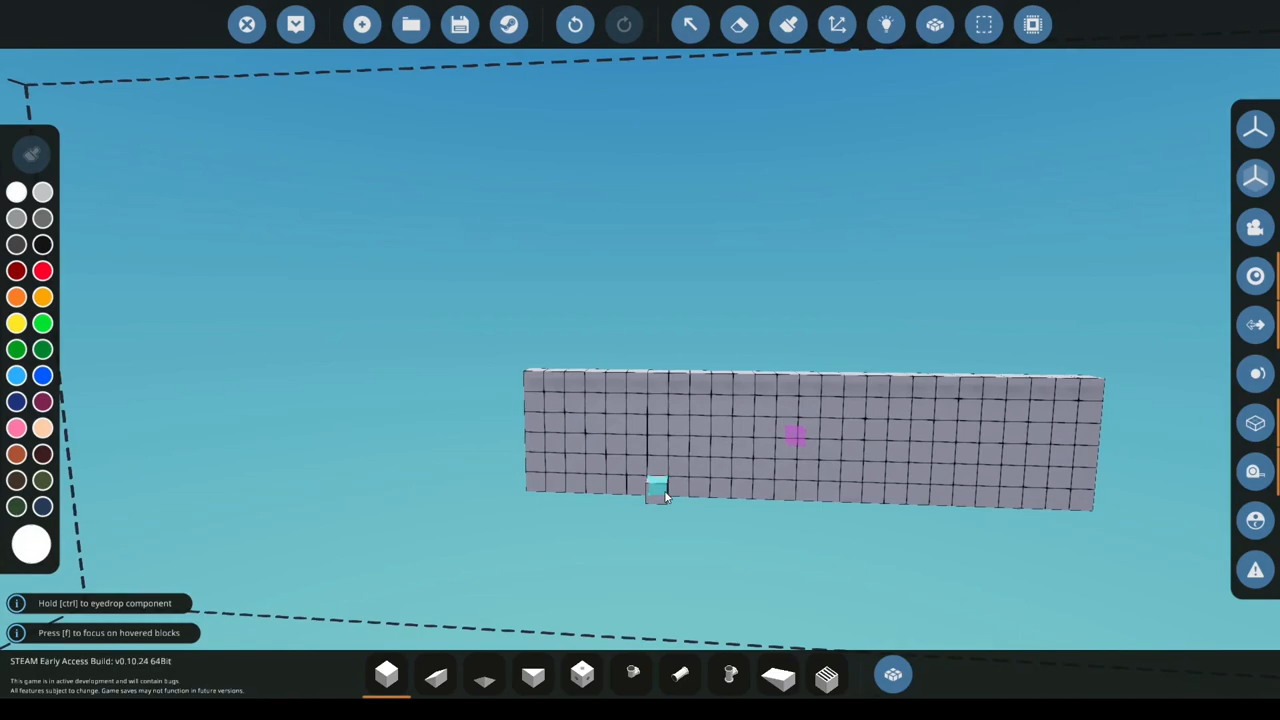 Hold [ctrl] to eyedrop component
Press [f] to focus on hovered blocks
STEAM Early Access Build: v0.10.24 64Bit
This game is in active development and will contain bugs
All features subject to change. Game saves may not function in future versions.